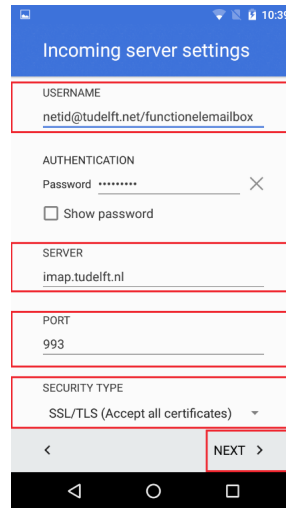 10:39
Incoming server settings
USERNAME
netid@tudelft.net/functionelemailbox
AUTHENTICATION
Password •••••••••
Show password
SERVER
imap.tudelft.nl
PORT
993
SECURITY TYPE
SSL/TLS (Accept all certificates)
NEXT